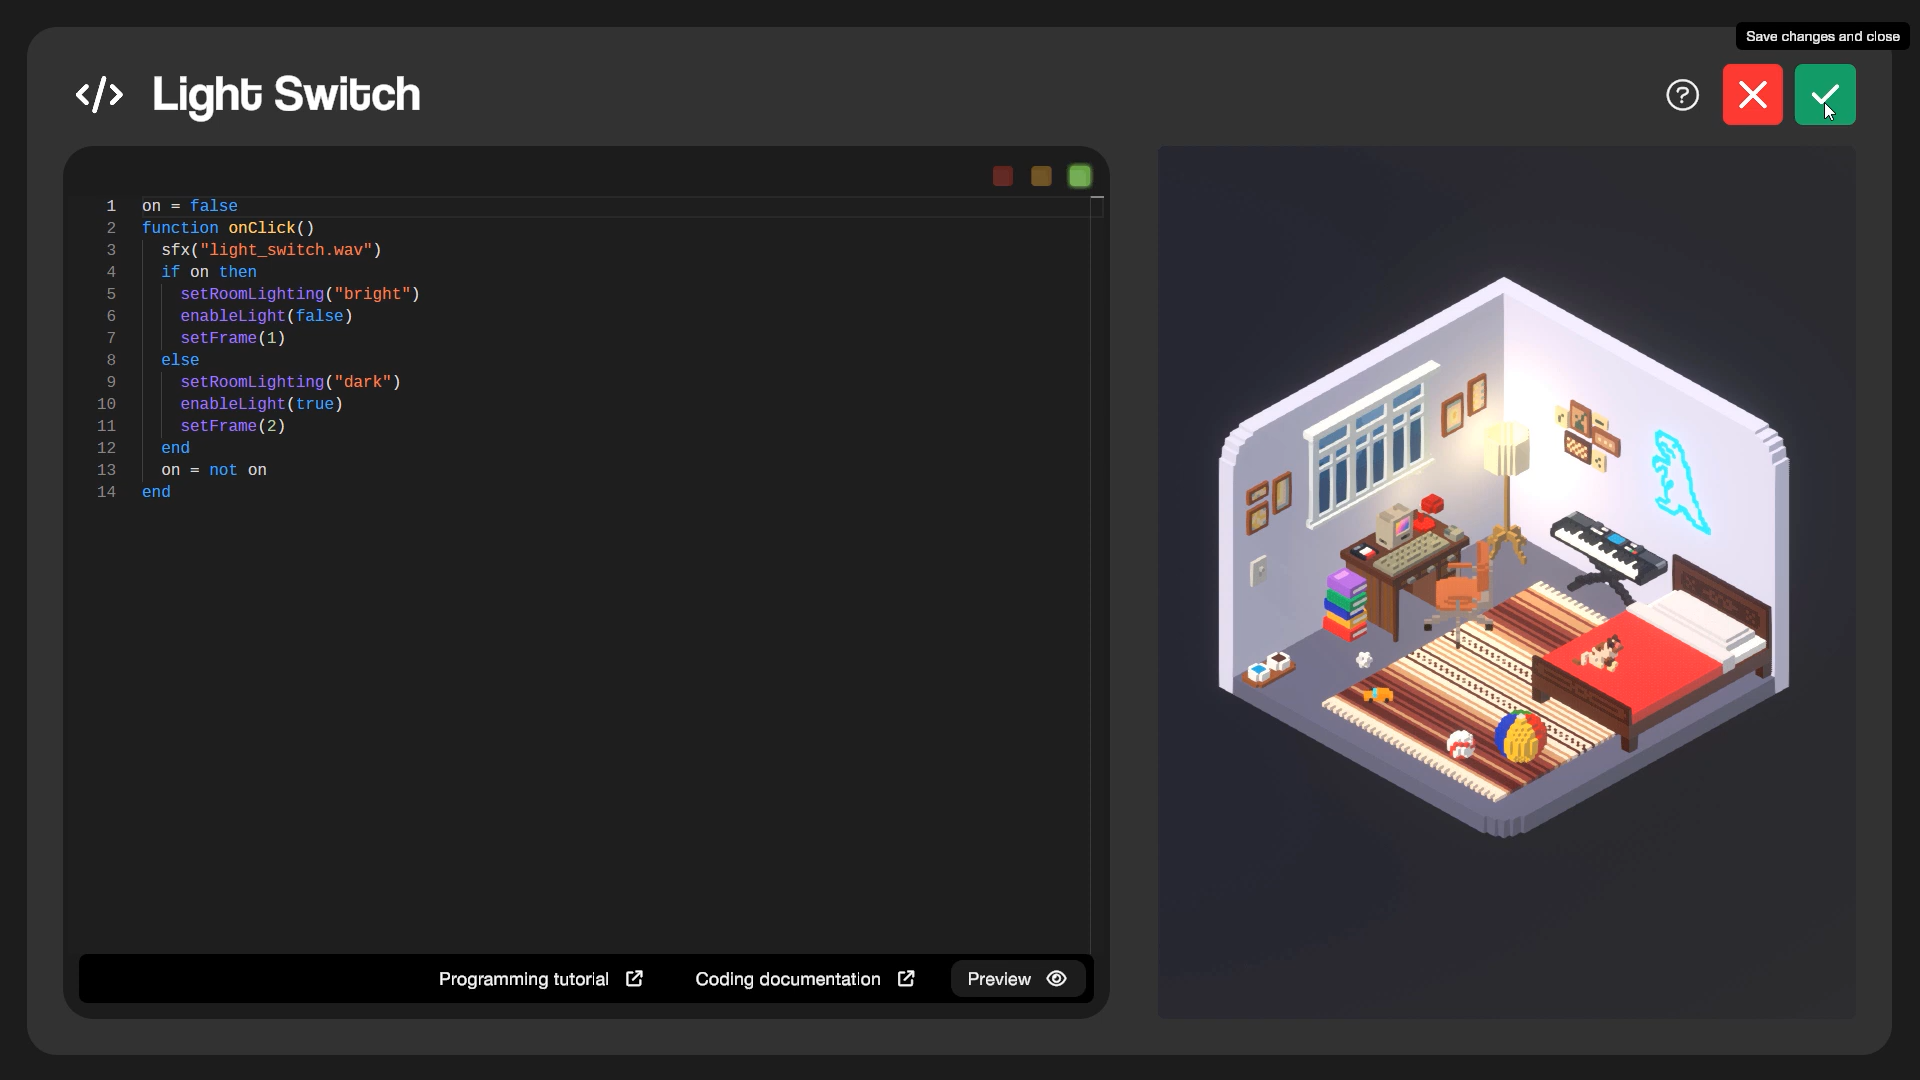 Save changes and close
</> Light Switch
1 on = false
2 function onClick()
3 sfx("light_switch.wav")
4 if on then
5 setRoomLighting("bright")
6 enableLight(false)
7 setFrame(1)
8 else
9 setRoomLighting("dark")
10 enableLight(true)
11 setFrame(2)
12 end
13 on = not on
14 end
Programming tutorial Coding documentation Preview